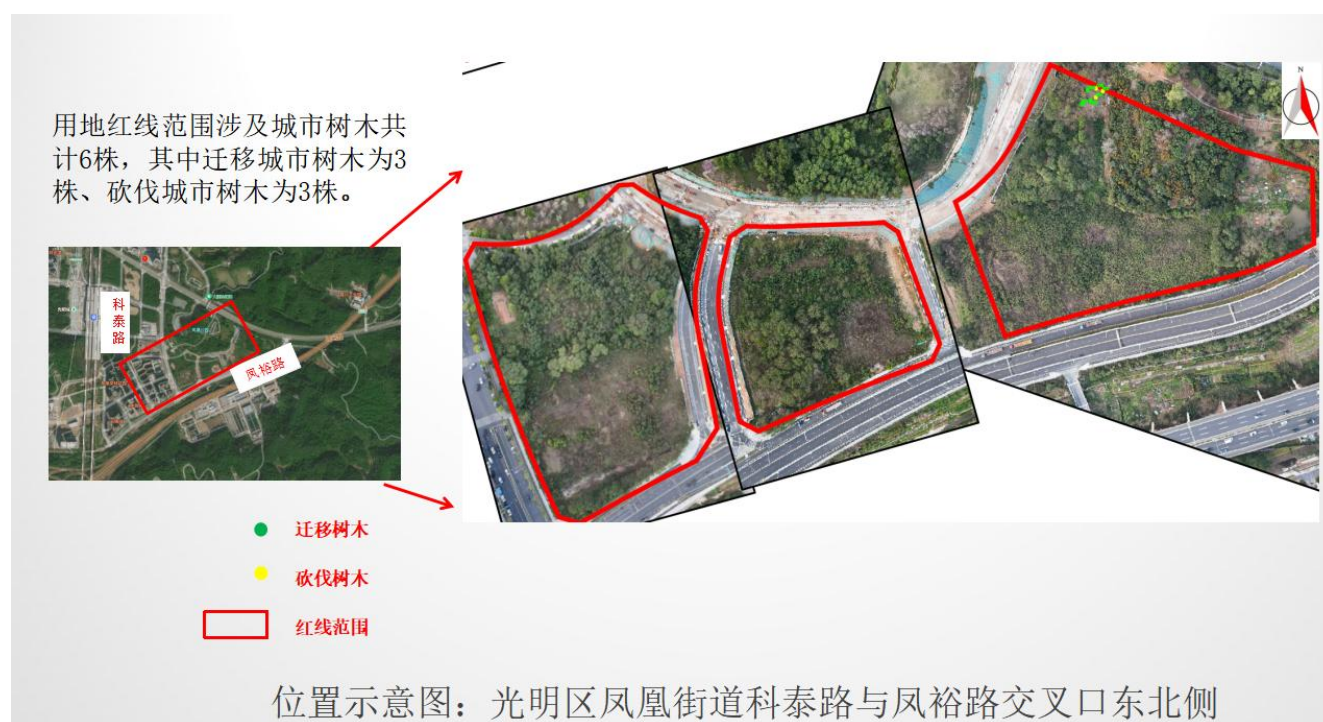 用地红线范围涉及城市树木共
计6株，其中迁移城市树木为3
株、砍伐城市树木为3株。
N
科泰路
凤裕路
迁移树木
砍伐树木
红线范围
位置示意图：光明区凤凰街道科泰路与凤裕路交叉口东北侧